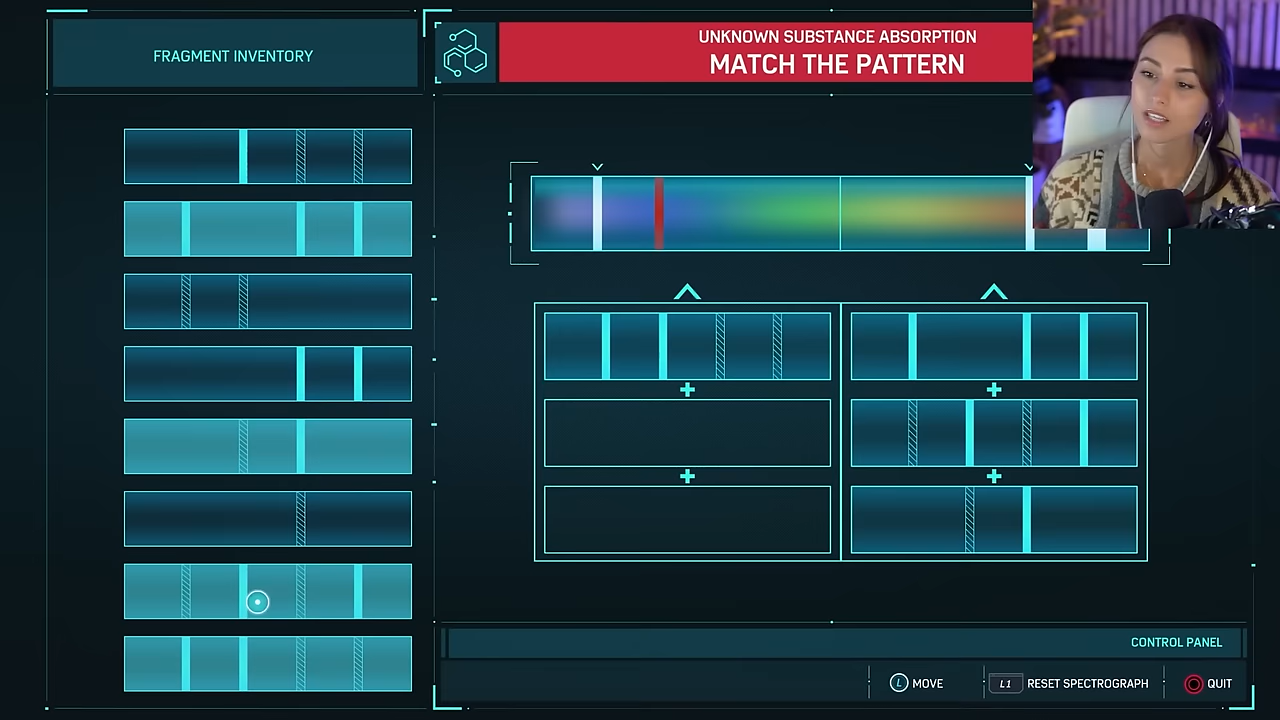 FRAGMENT INVENTORY
UNKNOWN SUBSTANCE ABSORPTION
MATCH THE PATTERN
CONTROL PANEL
L MOVE
L1 RESET SPECTROGRAPH
QUIT